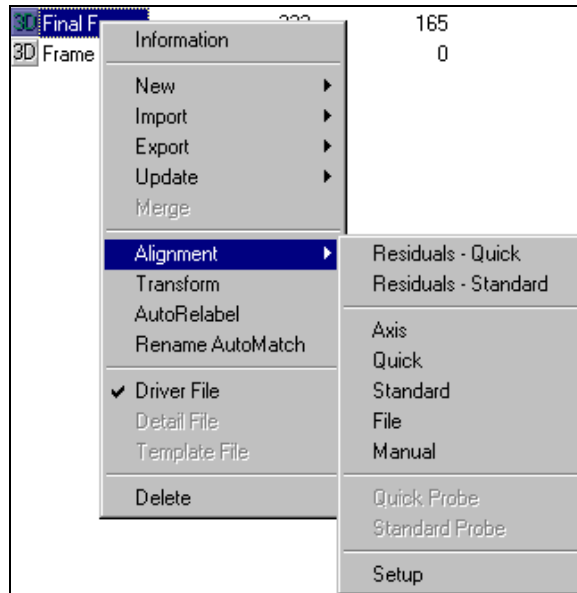 3D Final F 165
3D Frame 0
Information
New
Import
Export
Update
Merge
Alignment
Transform
AutoRelabel
Rename AutoMatch
Driver File
Detail File
Template File
Delete
Residuals - Quick
Residuals - Standard
Axis
Quick
Standard
File
Manual
Quick Probe
Standard Probe
Setup